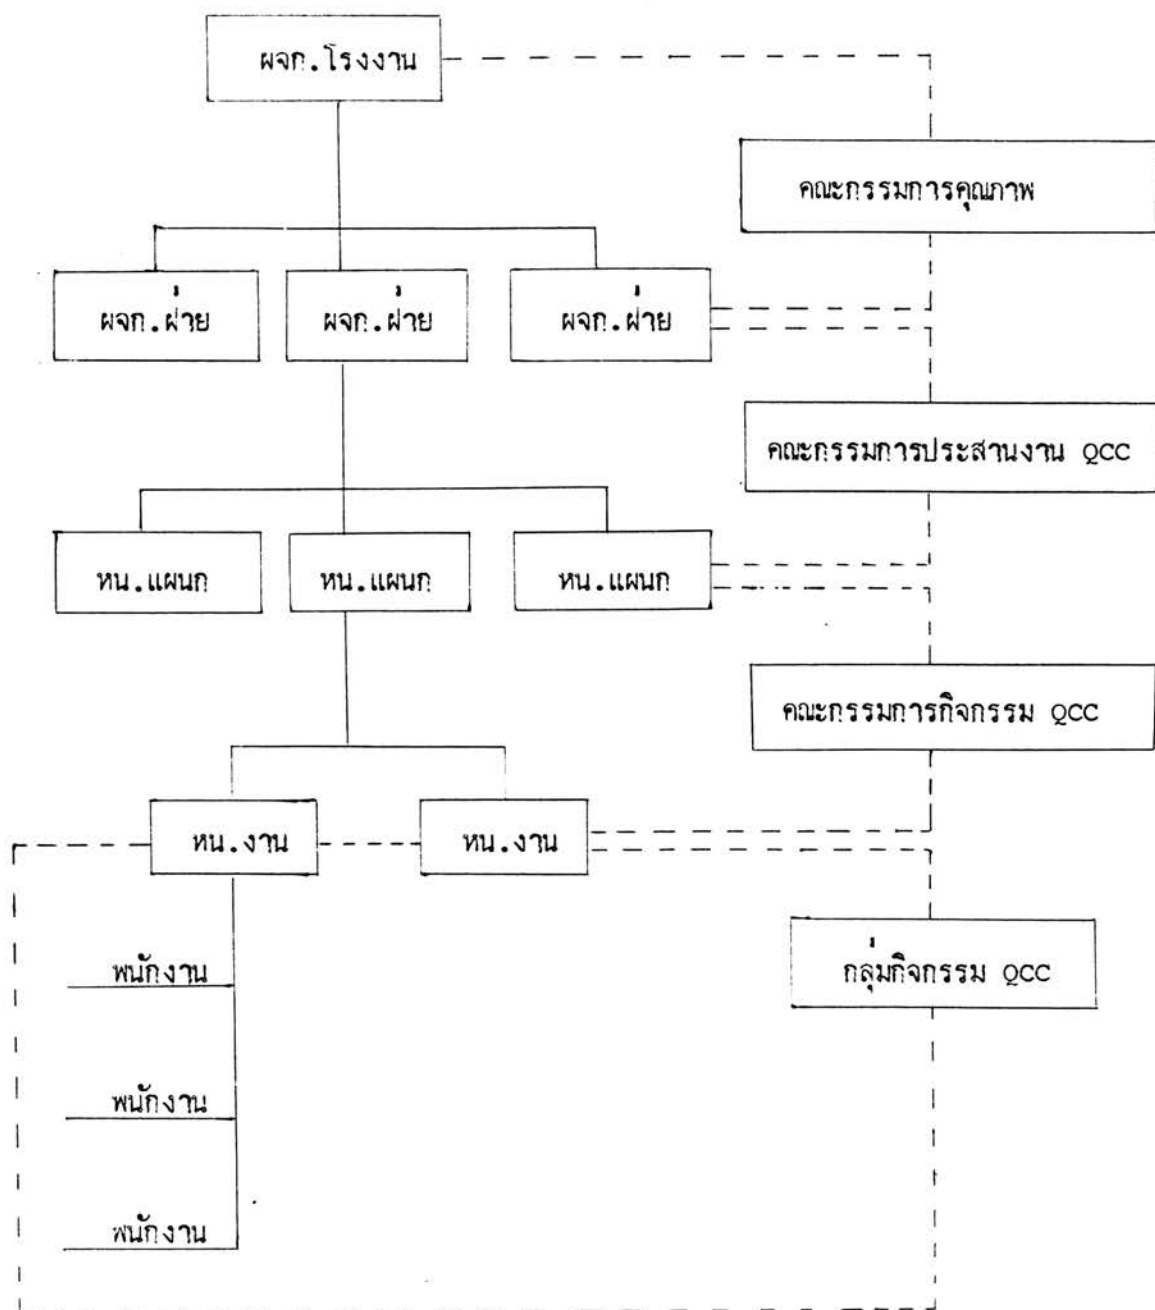 ผจก.โรงงาน
คณะกรรมการคุณภาพ
ผจก.ฝ่าย
ผจก.ฝ่าย
ผจก.ฝ่าย
คณะกรรมการประสานงาน QCC
หน.แผนก
หน.แผนก
หน.แผนก
คณะกรรมการกิจกรรม QCC
หน.งาน
หน.งาน
พนักงาน
กลุ่มกิจกรรม QCC
พนักงาน
พนักงาน